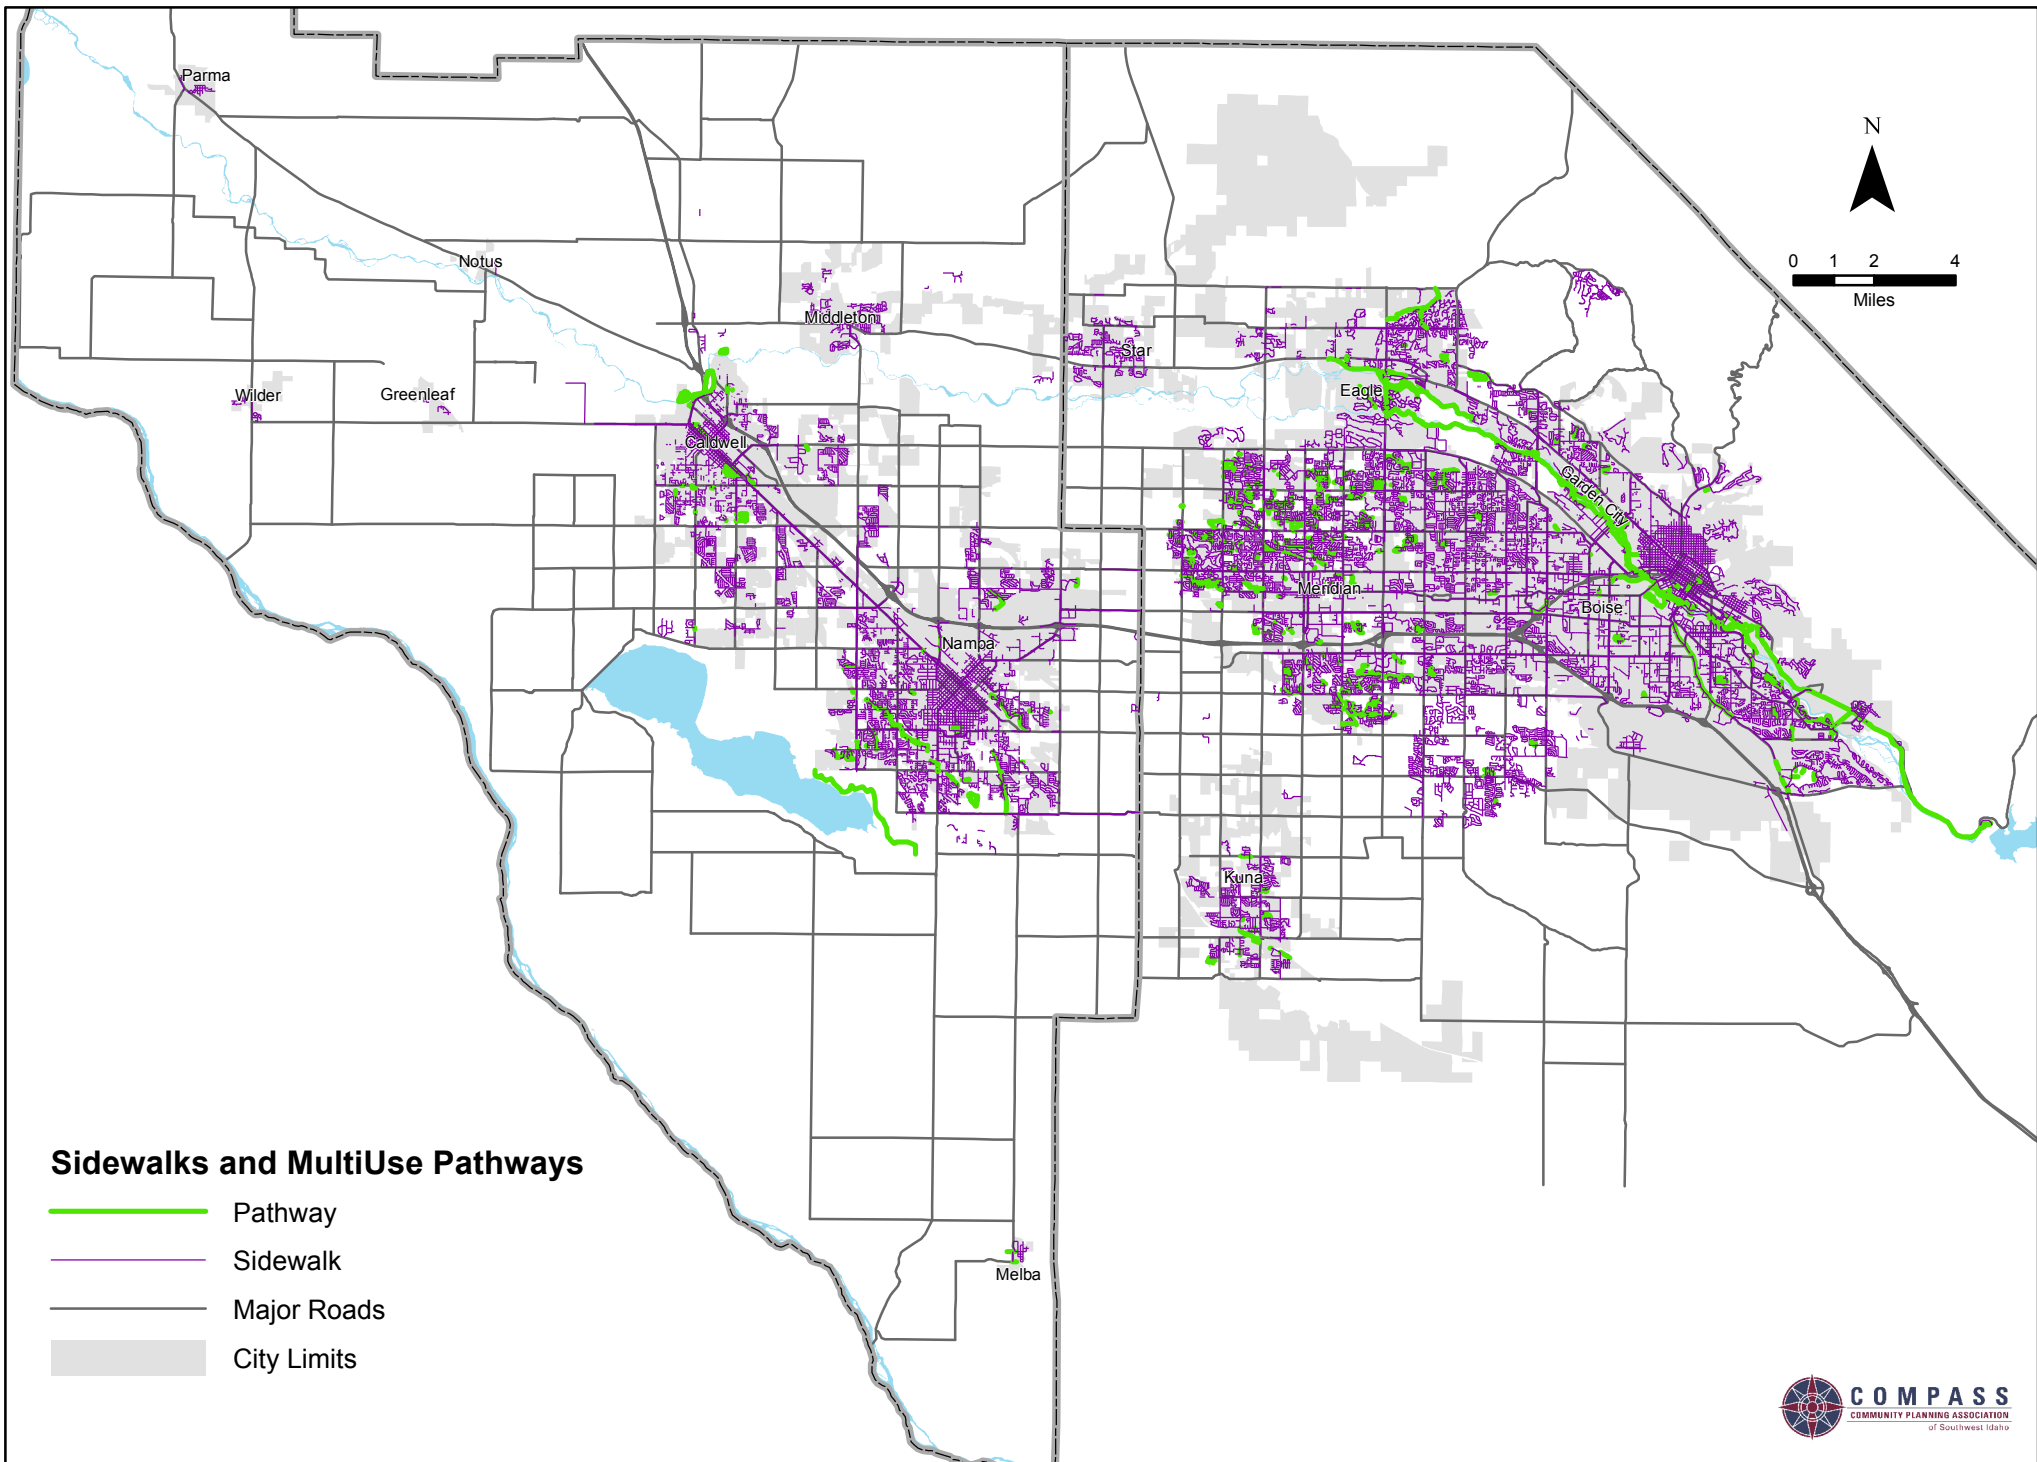 Parma
N
0 1 2 4
Miles
Notus
Middleton
Star
Wilder
Greenleaf
Eagle
Caldwell
Garden City
Meridian
Boise
Nampa
Kuna
Melba
Sidewalks and MultiUse Pathways
Pathway
Sidewalk
Major Roads
City Limits
COMPASS
COMMUNITY PLANNING ASSOCIATION
of Southwest Idaho